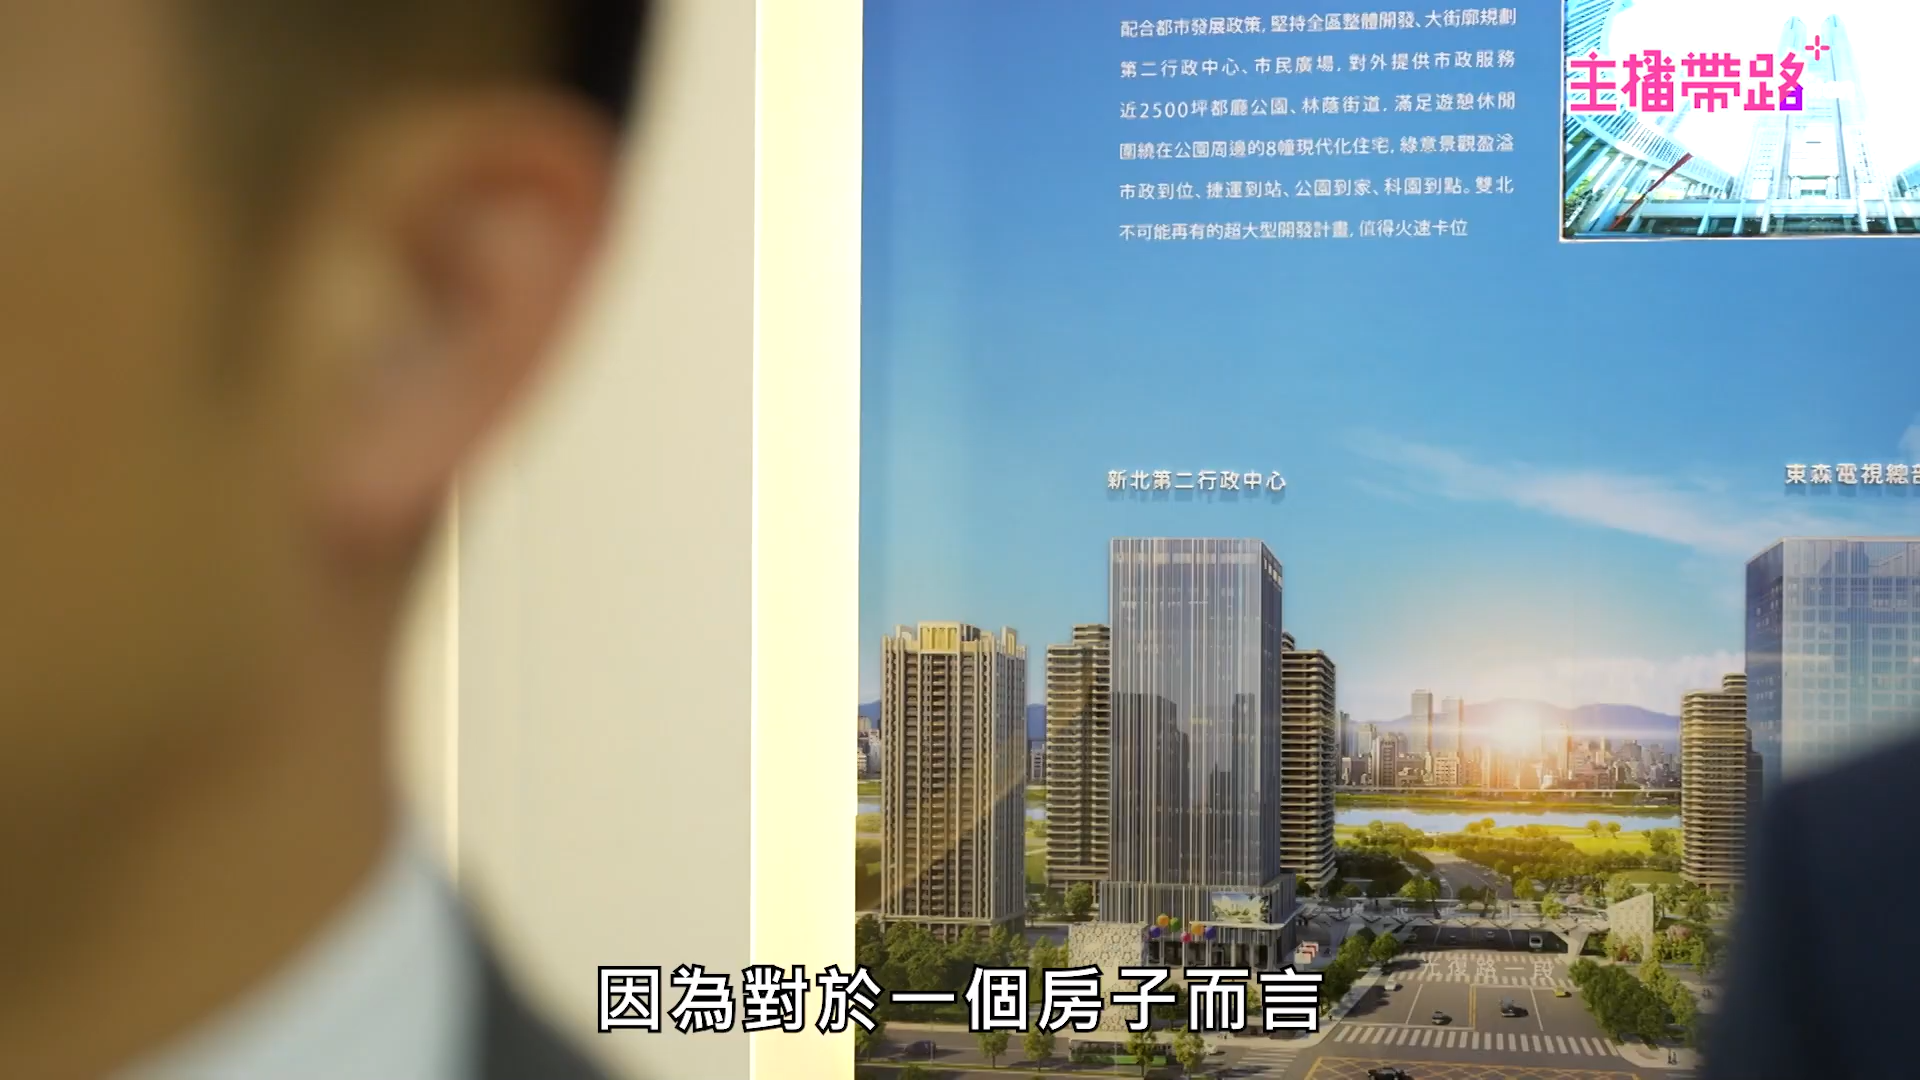 配合都市發展政策,堅持全區整體開發、大街廓規劃
第二行政中心、市民廣場,對外提供市政服務
近2500坪都廳公園、林蔭街道,滿足遊憩休閒
圍繞在公園周邊的8幢現代化住宅,綠意景觀盈溢
市政到位、捷運到站、公園到家、科園到點。雙北
不可能再有的超大型開發計畫,值得火速卡位
主播帶路
新北第二行政中心
東森電視總部
光復路一段
因為對於一個房子而言